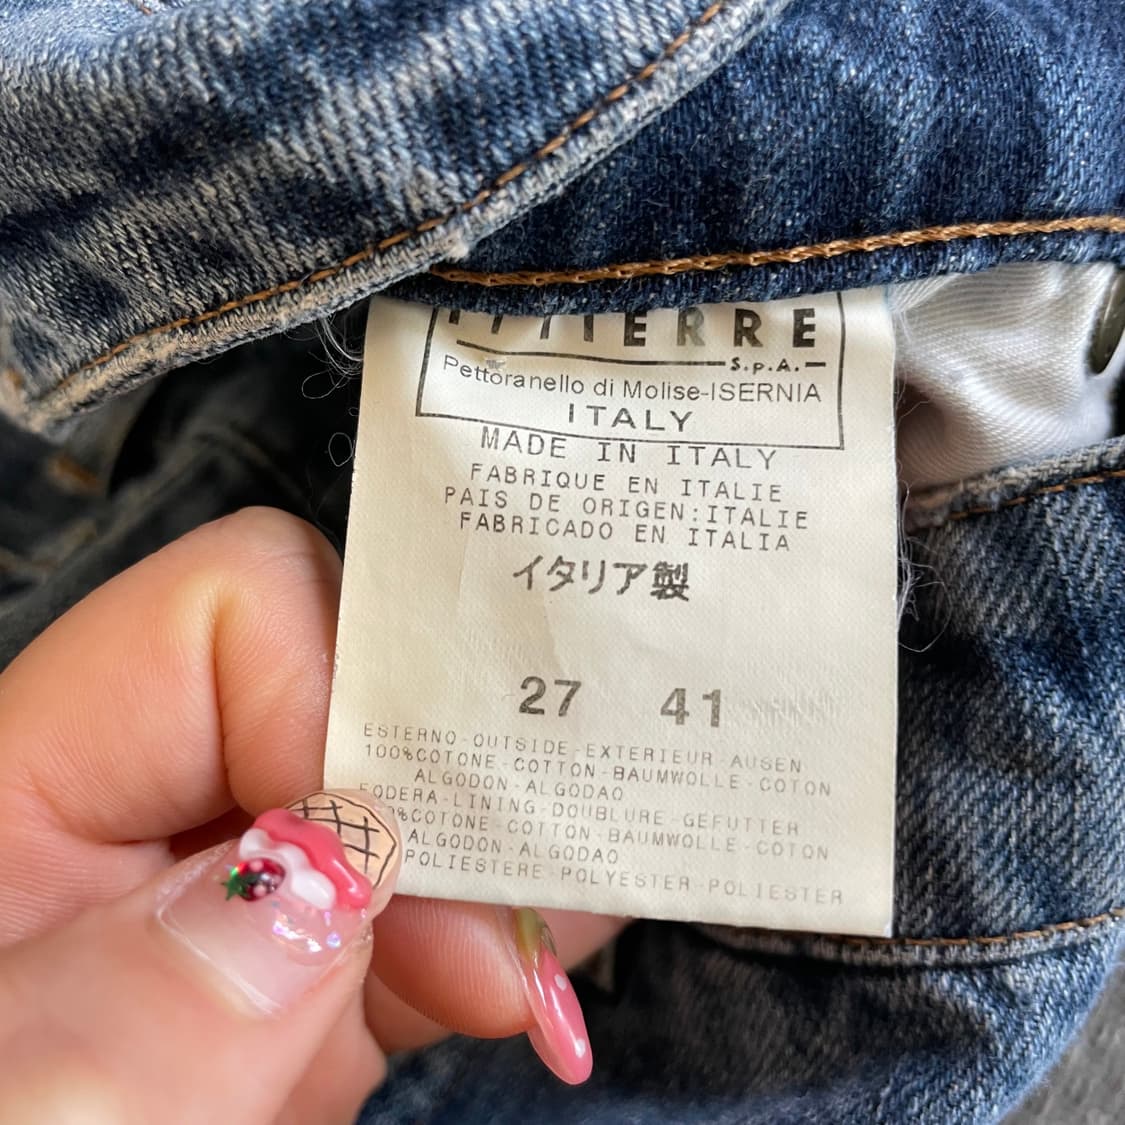 ERRE
S.p.A.
Pettoranello di Molise-ISERNIA
ITALY
MADE IN ITALY
FABRIQUE EN ITALIE
PAIS DE ORIGEN:ITALIE
FABRICADO EN ITALIA
イタリア製
27 41
ESTERNO-OUTSIDE-EXTERIEUR-AUSEN
100%COTONE-COTTON-BAUMWOLLE-COTON
ALGODON-ALGODAO
FODERA-LINING-DOUBLURE-GEFUTTER
%COTONE-COTTON-BAUMWOLLE-COTON
ALGODON-ALGODAO
POLIESTERE-POLYESTER-POLIESTER